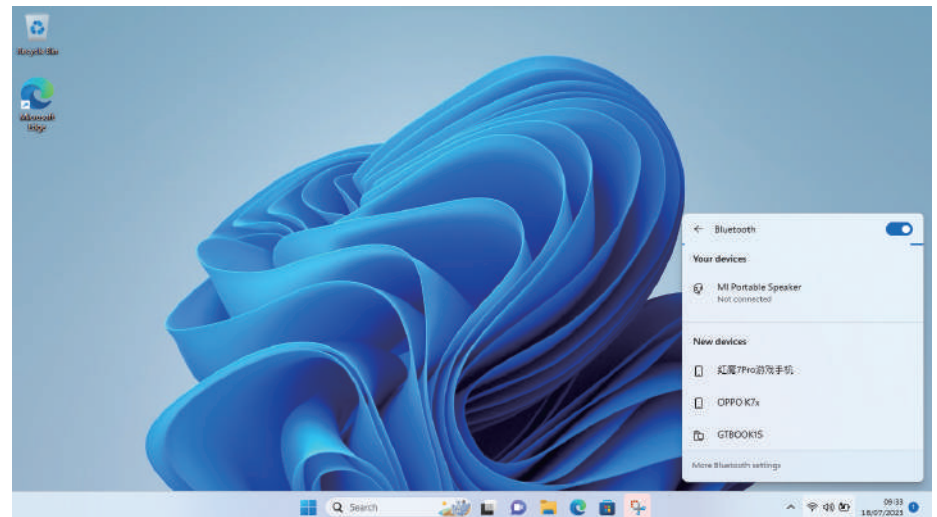 Recycle Bin
Microsoft
Edge
Bluetooth
Your devices
MI Portable Speaker
Not connected
New devices
红魔7Pro游戏手机
OPPO K7x
GTBOOK15
More Bluetooth settings
Search
09:33
18/07/2023